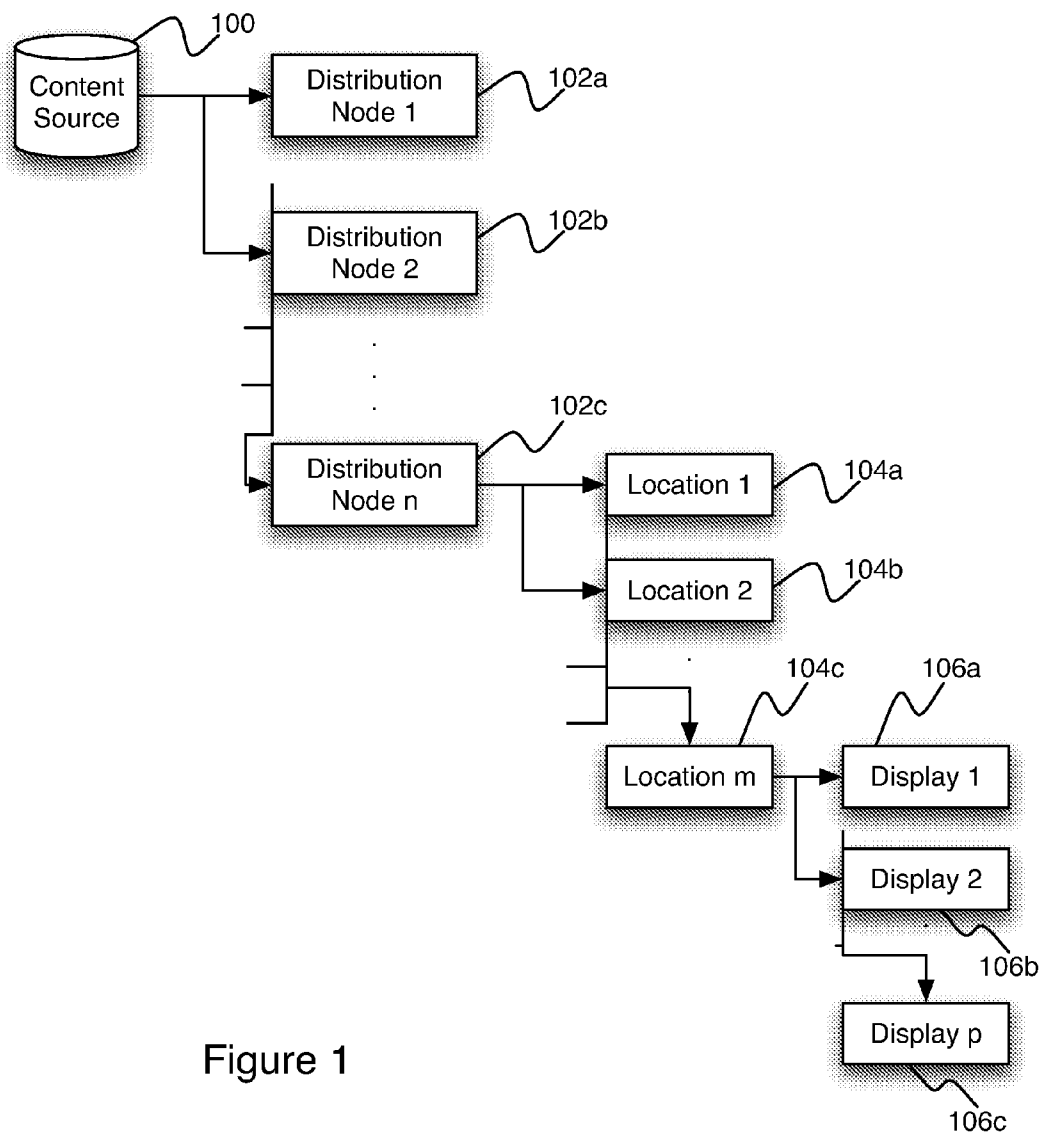 100
Content
Source
Distribution
Node 1
102a
Distribution
Node 2
102b
.
.
.
102c
Distribution
Node n
Location 1
104a
Location 2
104b
.
104c
106a
Location m
Display 1
Display 2
.
106b
Display p
106c
Figure 1